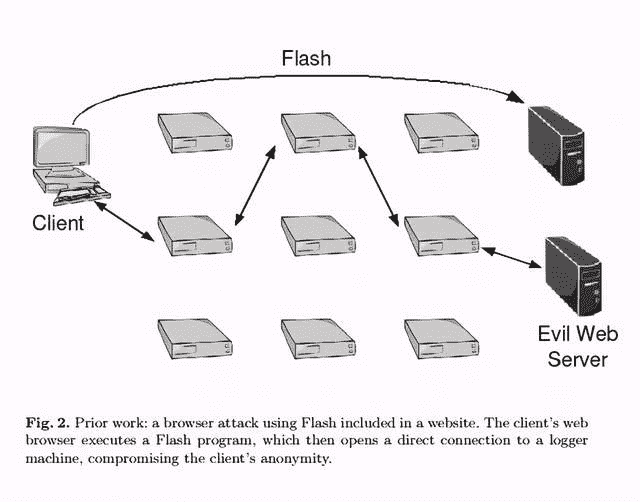 Flash
Client
Evil Web
Server
Fig. 2. Prior work: a browser attack using Flash included in a website. The client's web
browser executes a Flash program, which then opens a direct connection to a logger
machine, compromising the client's anonymity.